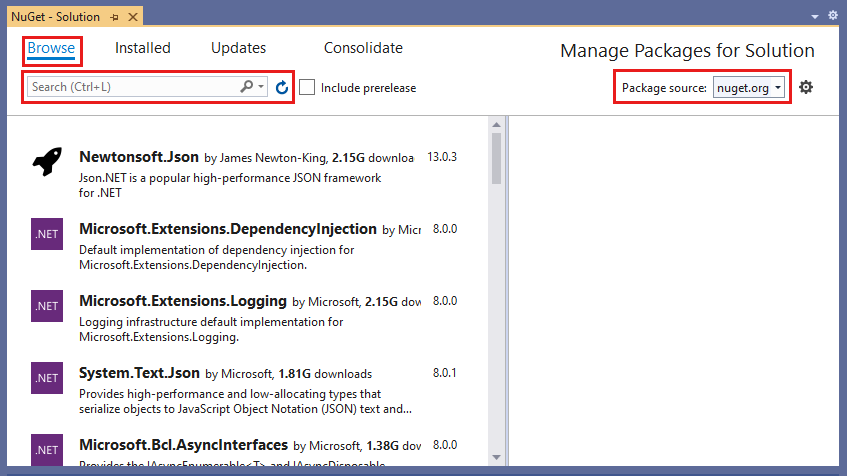 NuGet - Solution
Browse Installed Updates Consolidate
Manage Packages for Solution
Search (Ctrl+L) Include prerelease Package source: nuget.org
Newtonsoft.Json by James Newton-King, 2.15G downloa 13.0.3
Json.NET is a popular high-performance JSON framework
for .NET
.NET Microsoft.Extensions.DependencyInjection by Micr 8.0.0
Default implementation of dependency injection for
Microsoft.Extensions.DependencyInjection.
.NET Microsoft.Extensions.Logging by Microsoft, 2.15G dow 8.0.0
Logging infrastructure default implementation for
Microsoft.Extensions.Logging.
.NET System.Text.Json by Microsoft, 1.81G downloads 8.0.1
Provides high-performance and low-allocating types that
serialize objects to JavaScript Object Notation (JSON) text and...
.NET Microsoft.Bcl.AsyncInterfaces by Microsoft, 1.38G dow 8.0.0
Provides the IAsyncEnumerable<T> and IAsyncDisposable